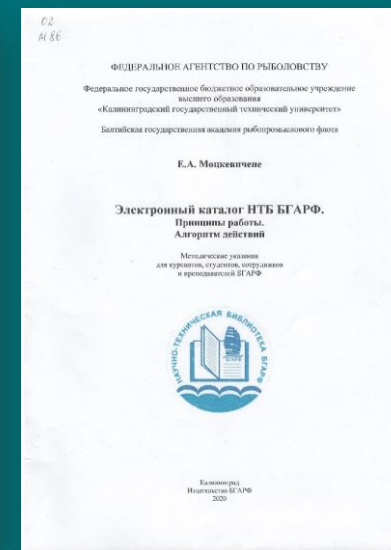 02
М 86
ФЕДЕРАЛЬНОЕ АГЕНТСТВО ПО РЫБОЛОВСТВУ
Федеральное государственное бюджетное образовательное учреждение
высшего образования
«Калининградский государственный технический университет»
Балтийская государственная академия рыбопромыслового флота
Е.А. Моцкевичене
Электронный каталог НТБ БГАРФ.
Принципы работы.
Алгоритм действий
Методические указания
для курсантов, студентов, сотрудников
и преподавателей БГАРФ
НАУЧНО-ТЕХНИЧЕСКАЯ БИБЛИОТЕКА БГАРФ
Калининград
Издательство БГАРФ
2020